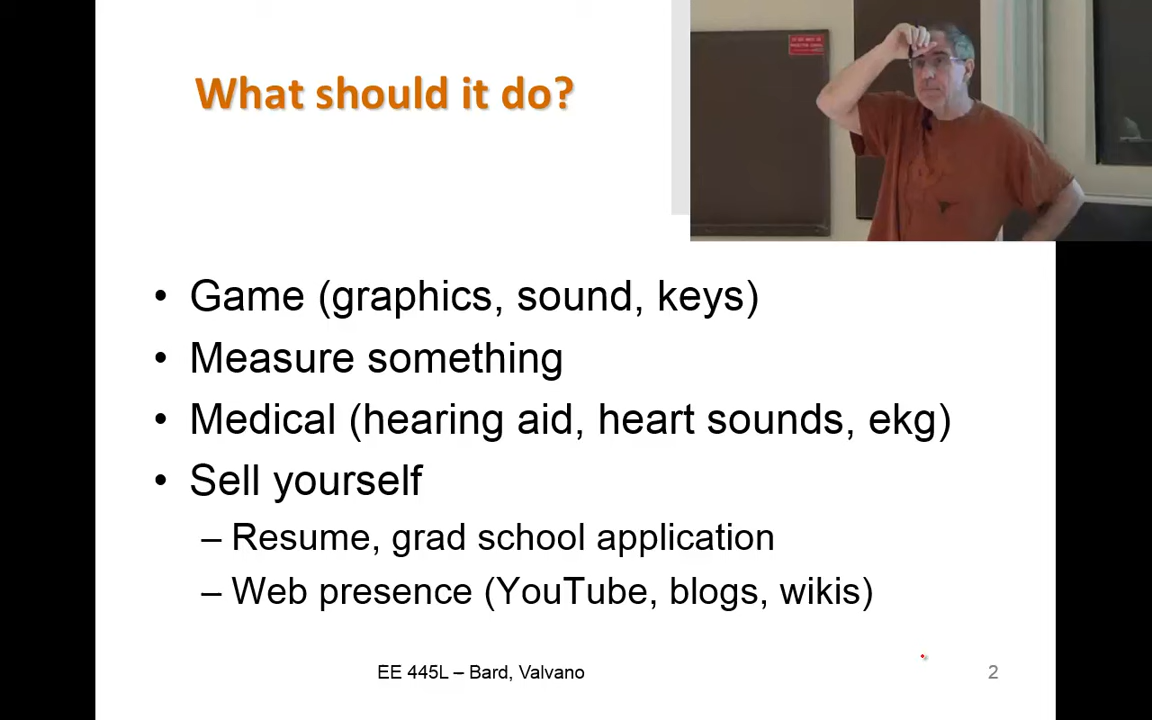 What should it do?
• Game (graphics, sound, keys)
• Measure something
• Medical (hearing aid, heart sounds, ekg)
• Sell yourself
– Resume, grad school application
– Web presence (YouTube, blogs, wikis)
EE 445L – Bard, Valvano
2